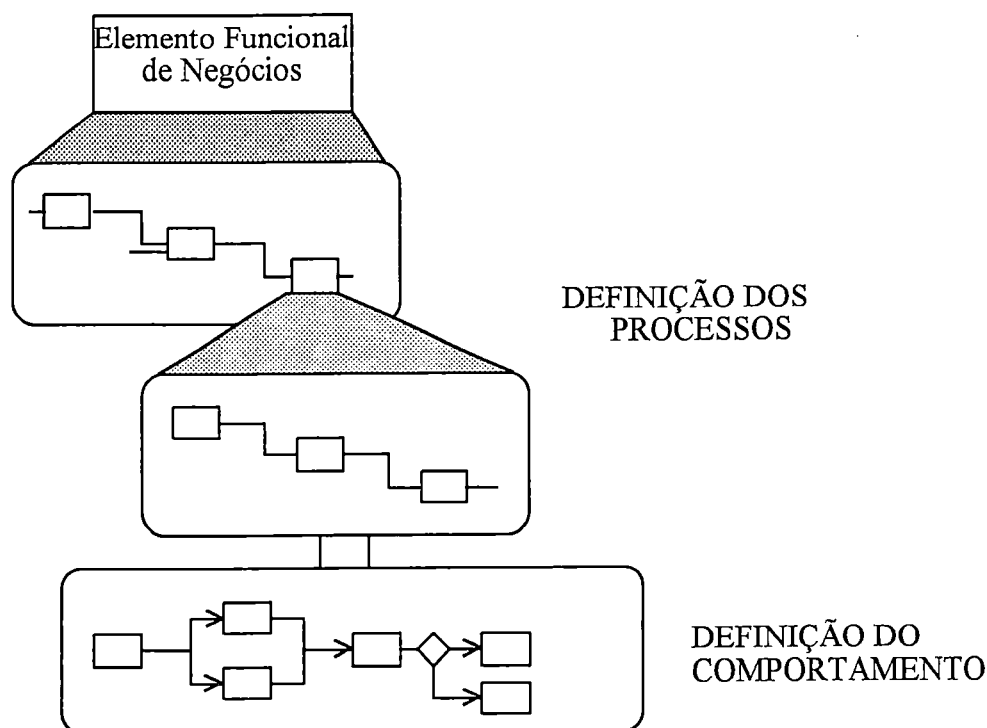 Elemento Funcional
de Negócios
DEFINIÇÃO DOS
PROCESSOS
DEFINIÇÃO DO
COMPORTAMENTO